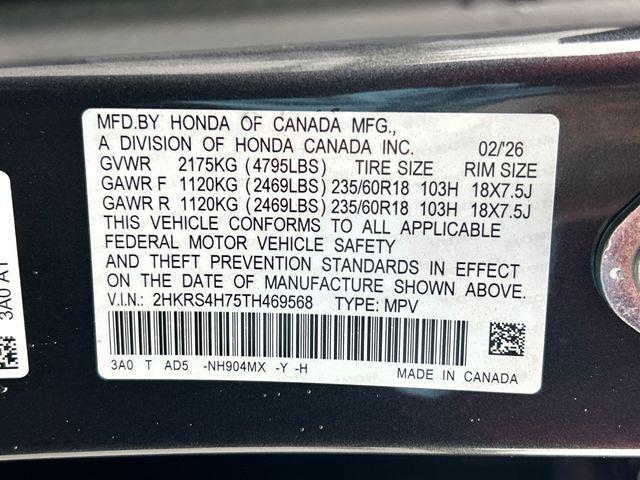 MFD.BY HONDA OF CANADA MFG.,
A DIVISION OF HONDA CANADA INC. 02/'26
GVWR 2175KG (4795LBS) TIRE SIZE RIM SIZE
GAWR F 1120KG (2469LBS) 235/60R18 103H 18X7.5J
GAWR R 1120KG (2469LBS) 235/60R18 103H 18X7.5J
THIS VEHICLE CONFORMS TO ALL APPLICABLE
FEDERAL MOTOR VEHICLE SAFETY
AND THEFT PREVENTION STANDARDS IN EFFECT
ON THE DATE OF MANUFACTURE SHOWN ABOVE.
V.I.N.: 2HKRS4H75TH469568 TYPE: MPV
3A0 T AD5 -NH904MX -Y -H
MADE IN CANADA
3A0 A1